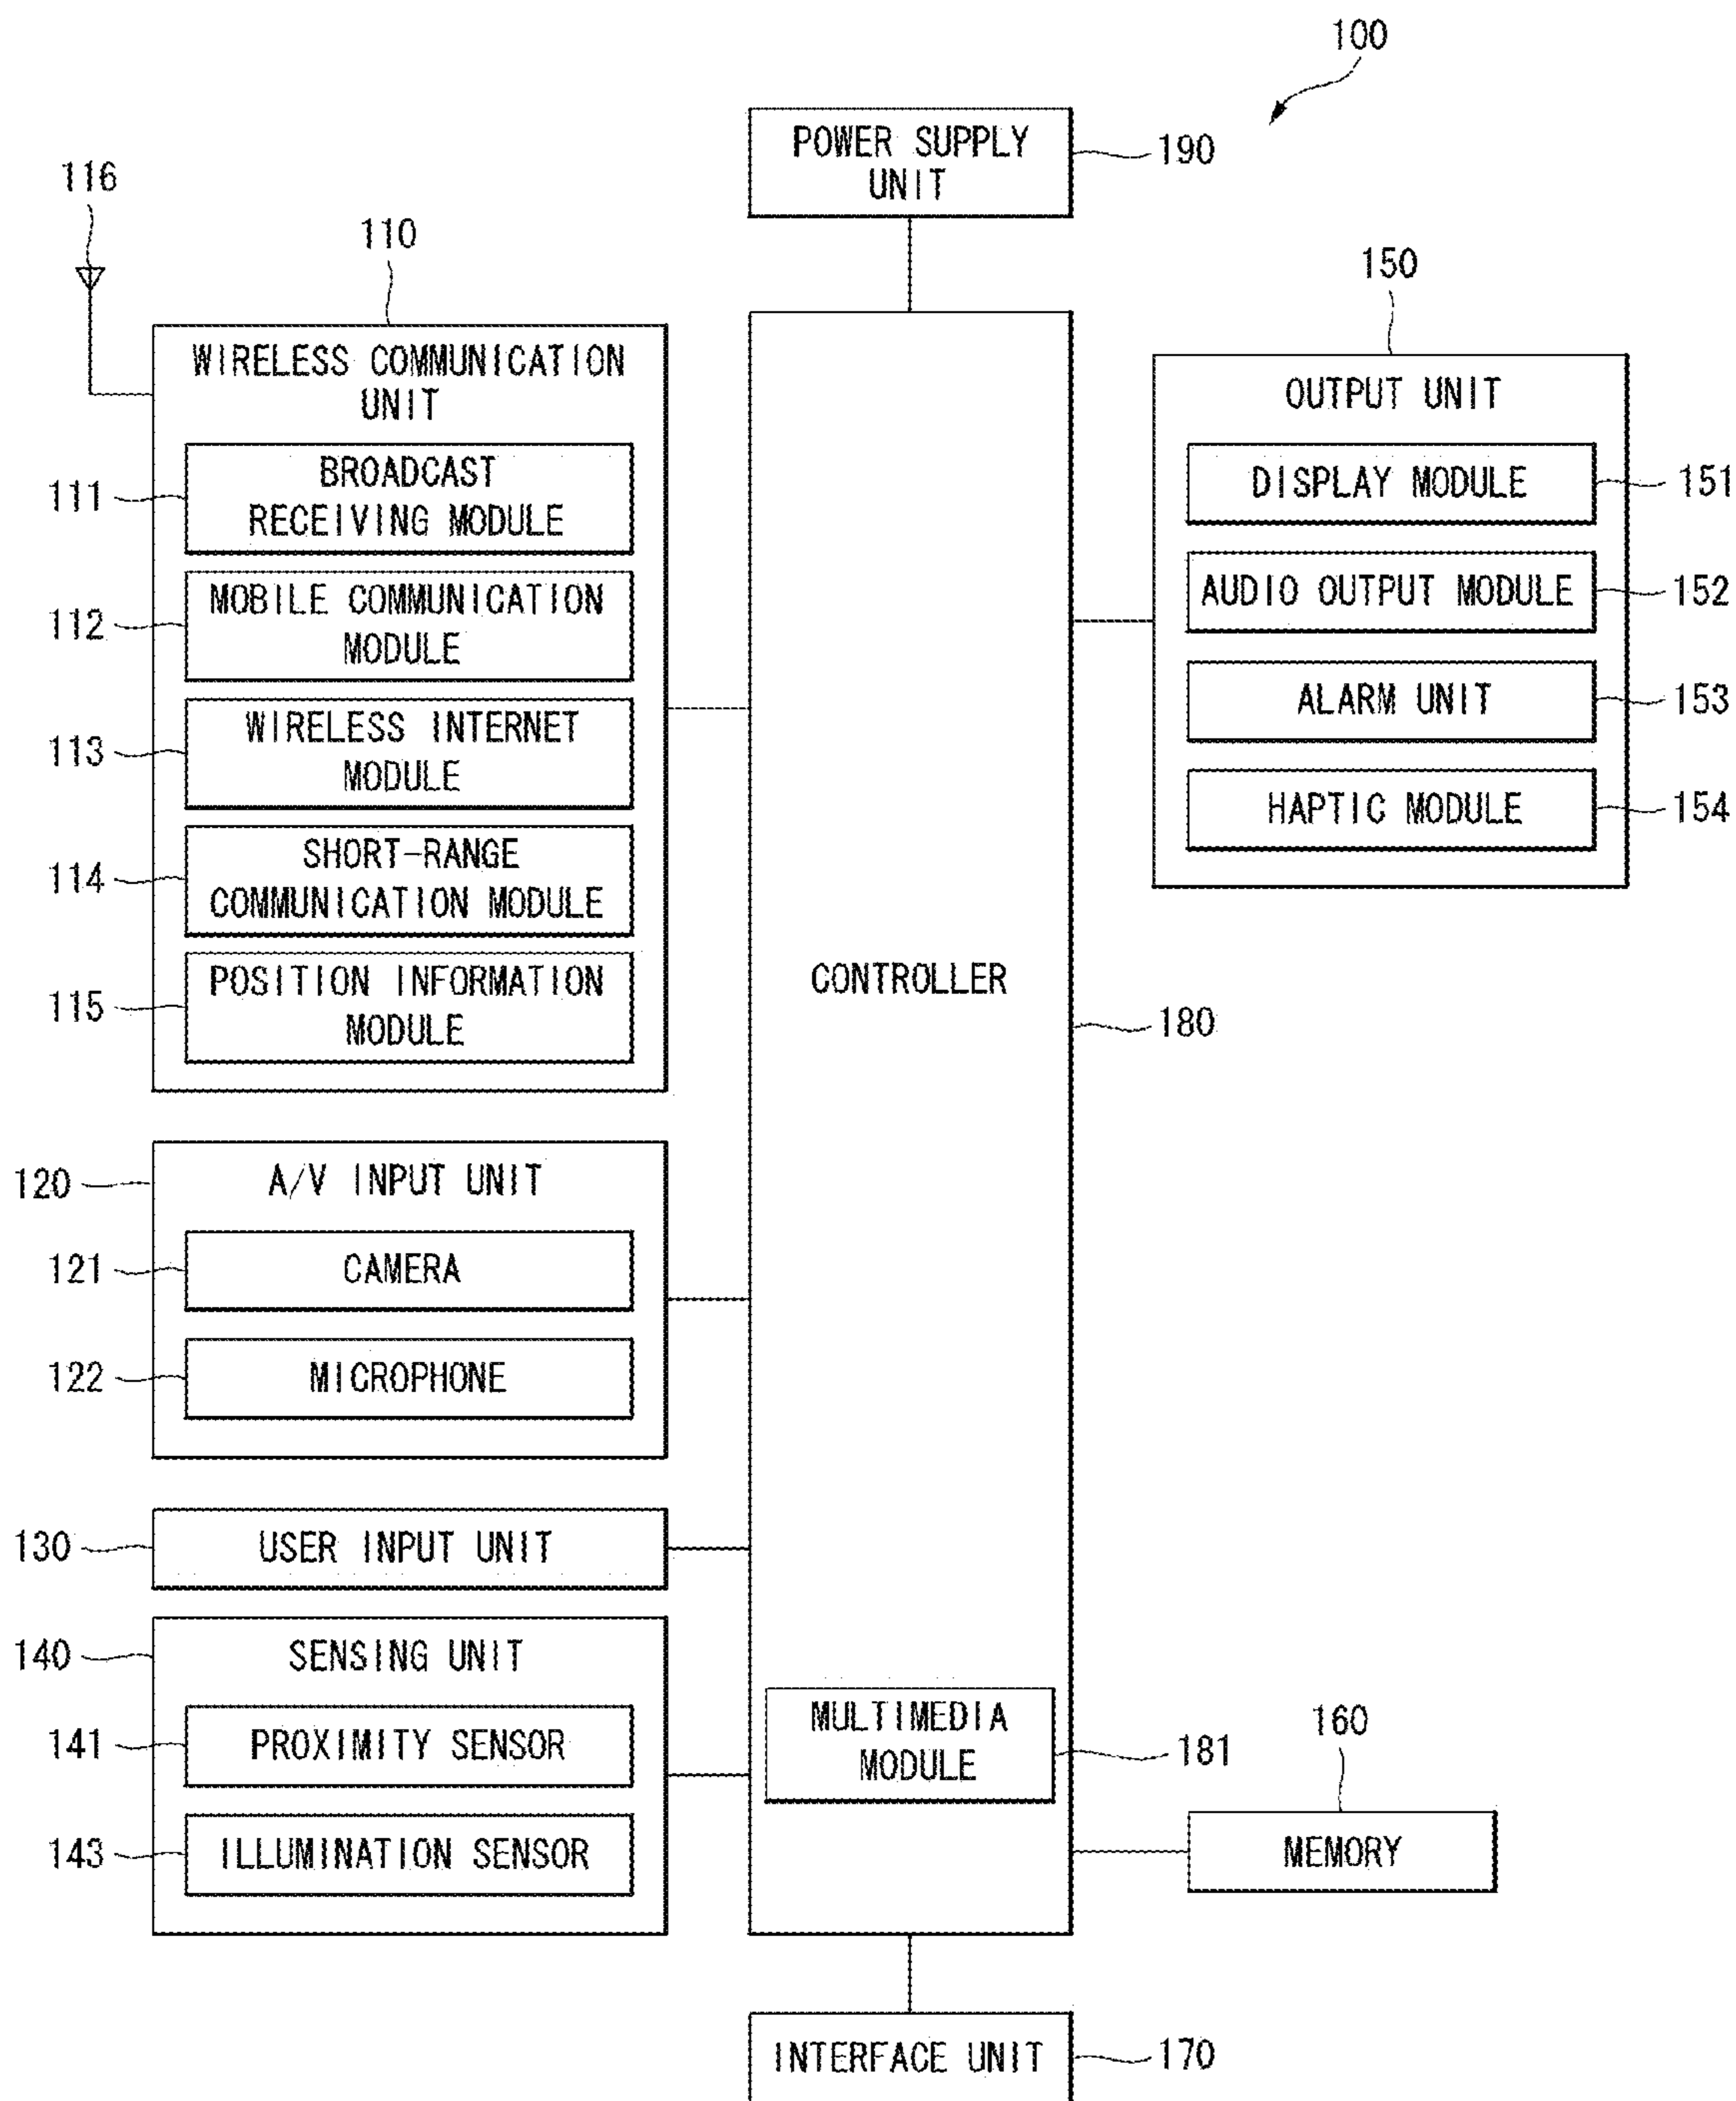 100
POWER SUPPLY
UNIT
190
116
110
WIRELESS COMMUNICATION
UNIT
111
BROADCAST
RECEIVING MODULE
112
MOBILE COMMUNICATION
MODULE
113
WIRELESS INTERNET
MODULE
114
SHORT-RANGE
COMMUNICATION MODULE
115
POSITION INFORMATION
MODULE
120
A/V INPUT UNIT
121
CAMERA
122
MICROPHONE
130
USER INPUT UNIT
140
SENSING UNIT
141
PROXIMITY SENSOR
143
ILLUMINATION SENSOR
CONTROLLER
180
MULTIMEDIA
MODULE
181
150
OUTPUT UNIT
DISPLAY MODULE
151
AUDIO OUTPUT MODULE
152
ALARM UNIT
153
HAPTIC MODULE
154
160
MEMORY
INTERFACE UNIT
170